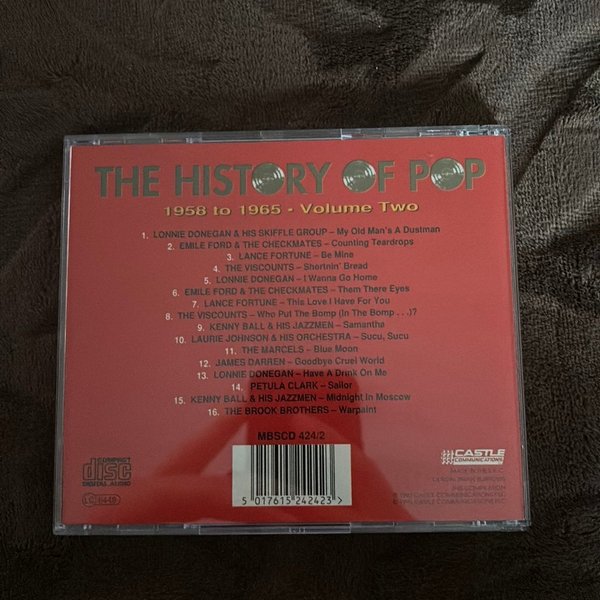 THE HISTORY OF POP
1958 to 1965 - Volume Two
1. LONNIE DONEGAN & HIS SKIFFLE GROUP – My Old Man's A Dustman
2. EMILE FORD & THE CHECKMATES – Counting Teardrops
3. LANCE FORTUNE – Be Mine
4. THE VISCOUNTS – Shortnin' Bread
5. LONNIE DONEGAN – I Wanna Go Home
6. EMILE FORD & THE CHECKMATES – Them There Eyes
7. LANCE FORTUNE – This Love I Have For You
8. THE VISCOUNTS – Who Put The Bomp (In The Bomp . . .)?
9. KENNY BALL & HIS JAZZMEN – Samantha
10. LAURIE JOHNSON & HIS ORCHESTRA – Sucu, Sucu
11. THE MARCELS – Blue Moon
12. JAMES DARREN – Goodbye Cruel World
13. LONNIE DONEGAN – Have A Drink On Me
14. PETULA CLARK – Sailor
15. KENNY BALL & HIS JAZZMEN – Midnight In Moscow
16. THE BROOK BROTHERS – Warpaint
MBSCD 424/2
COMPACT
disc
DIGITAL AUDIO
5 017615 242423 >
CASTLE
COMMUNICATIONS